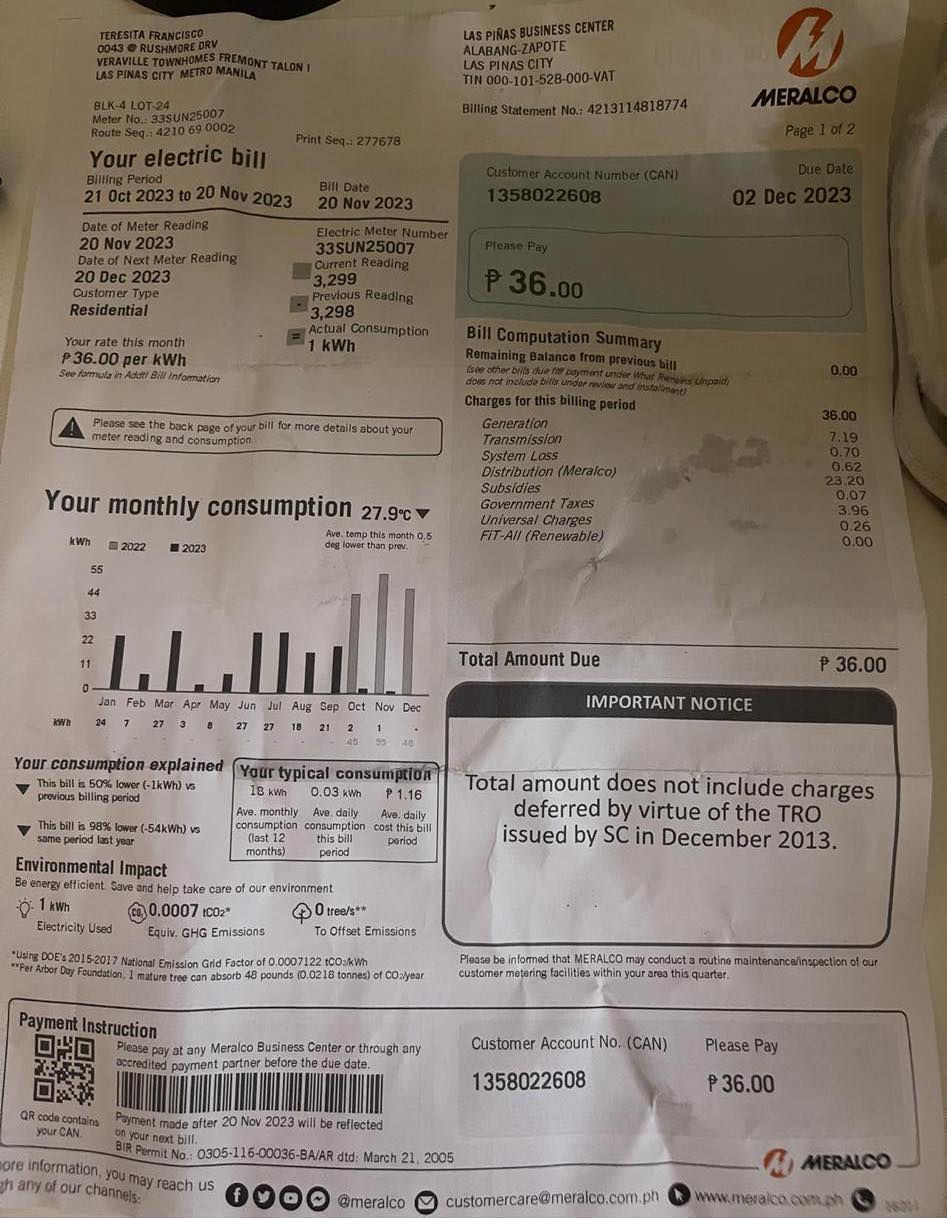 TERESITA FRANCISCO
0043 @ RUSHMORE DRV
VERAVILLE TOWNHOMES FREMONT TALON I
LAS PINAS CITY METRO MANILA
BLK-4 LOT-24
Meter No.: 33SUN25007
Route Seq.: 4210 69 0002
Print Seq.: 277678
LAS PIÑAS BUSINESS CENTER
ALABANG-ZAPOTE
LAS PINAS CITY
TIN 000-101-528-000-VAT
Billing Statement No.: 4213114818774
MERALCO
Page 1 of 2
Your electric bill
Billing Period
21 Oct 2023 to 20 Nov 2023
Bill Date
20 Nov 2023
Date of Meter Reading
20 Nov 2023
Date of Next Meter Reading
20 Dec 2023
Customer Type
Residential
Your rate this month
₱36.00 per kWh
See formula in Addtl Bill Information
Electric Meter Number
33SUN25007
Current Reading
3,299
- Previous Reading
3,298
= Actual Consumption
1 kWh
Customer Account Number (CAN)
1358022608
Due Date
02 Dec 2023
Please Pay
₱ 36.00
Bill Computation Summary
Remaining Balance from previous bill 0.00
(see other bills due for payment under What Remains Unpaid;
does not include bills under review and installment)
Charges for this billing period 36.00
Generation 7.19
Transmission 0.70
System Loss 0.62
Distribution (Meralco) 23.20
Subsidies 0.07
Government Taxes 3.96
Universal Charges 0.26
FiT-All (Renewable) 0.00
Please see the back page of your bill for more details about your
meter reading and consumption
Your monthly consumption 27.9°C ▼
Ave. temp this month 0.5
deg lower than prev.
kWh 2022 2023
55
44
33
22
11
0
Jan Feb Mar Apr May Jun Jul Aug Sep Oct Nov Dec
kWh 24 7 27 3 8 27 27 18 21 2 1 -
- - - - - - - - - 45 55 46
Total Amount Due ₱ 36.00
IMPORTANT NOTICE
Total amount does not include charges
deferred by virtue of the TRO
issued by SC in December 2013.
Your consumption explained
▼ This bill is 50% lower (-1kWh) vs
previous billing period
▼ This bill is 98% lower (-54kWh) vs
same period last year
Your typical consumption
18 kWh 0.03 kWh ₱ 1.16
Ave. monthly consumption (last 12 months)
Ave. daily consumption this bill period
Ave. daily cost this bill period
Environmental Impact
Be energy efficient. Save and help take care of our environment
1 kWh
Electricity Used
CO₂ 0.0007 tCO2*
Equiv. GHG Emissions
0 tree/s**
To Offset Emissions
*Using DOE's 2015-2017 National Emission Grid Factor of 0.0007122 tCO₂/kWh
**Per Arbor Day Foundation, 1 mature tree can absorb 48 pounds (0.0218 tonnes) of CO₂/year
Please be informed that MERALCO may conduct a routine maintenance/inspection of our
customer metering facilities within your area this quarter.
Payment Instruction
Please pay at any Meralco Business Center or through any
accredited payment partner before the due date.
QR code contains
your CAN.
Payment made after 20 Nov 2023 will be reflected
on your next bill.
BIR Permit No.: 0305-116-00036-BA/AR dtd: March 21, 2005
Customer Account No. (CAN)
1358022608
Please Pay
₱ 36.00
MERALCO
ore information, you may reach us
gh any of our channels:
@meralco customercare@meralco.com.ph www.meralco.com.ph